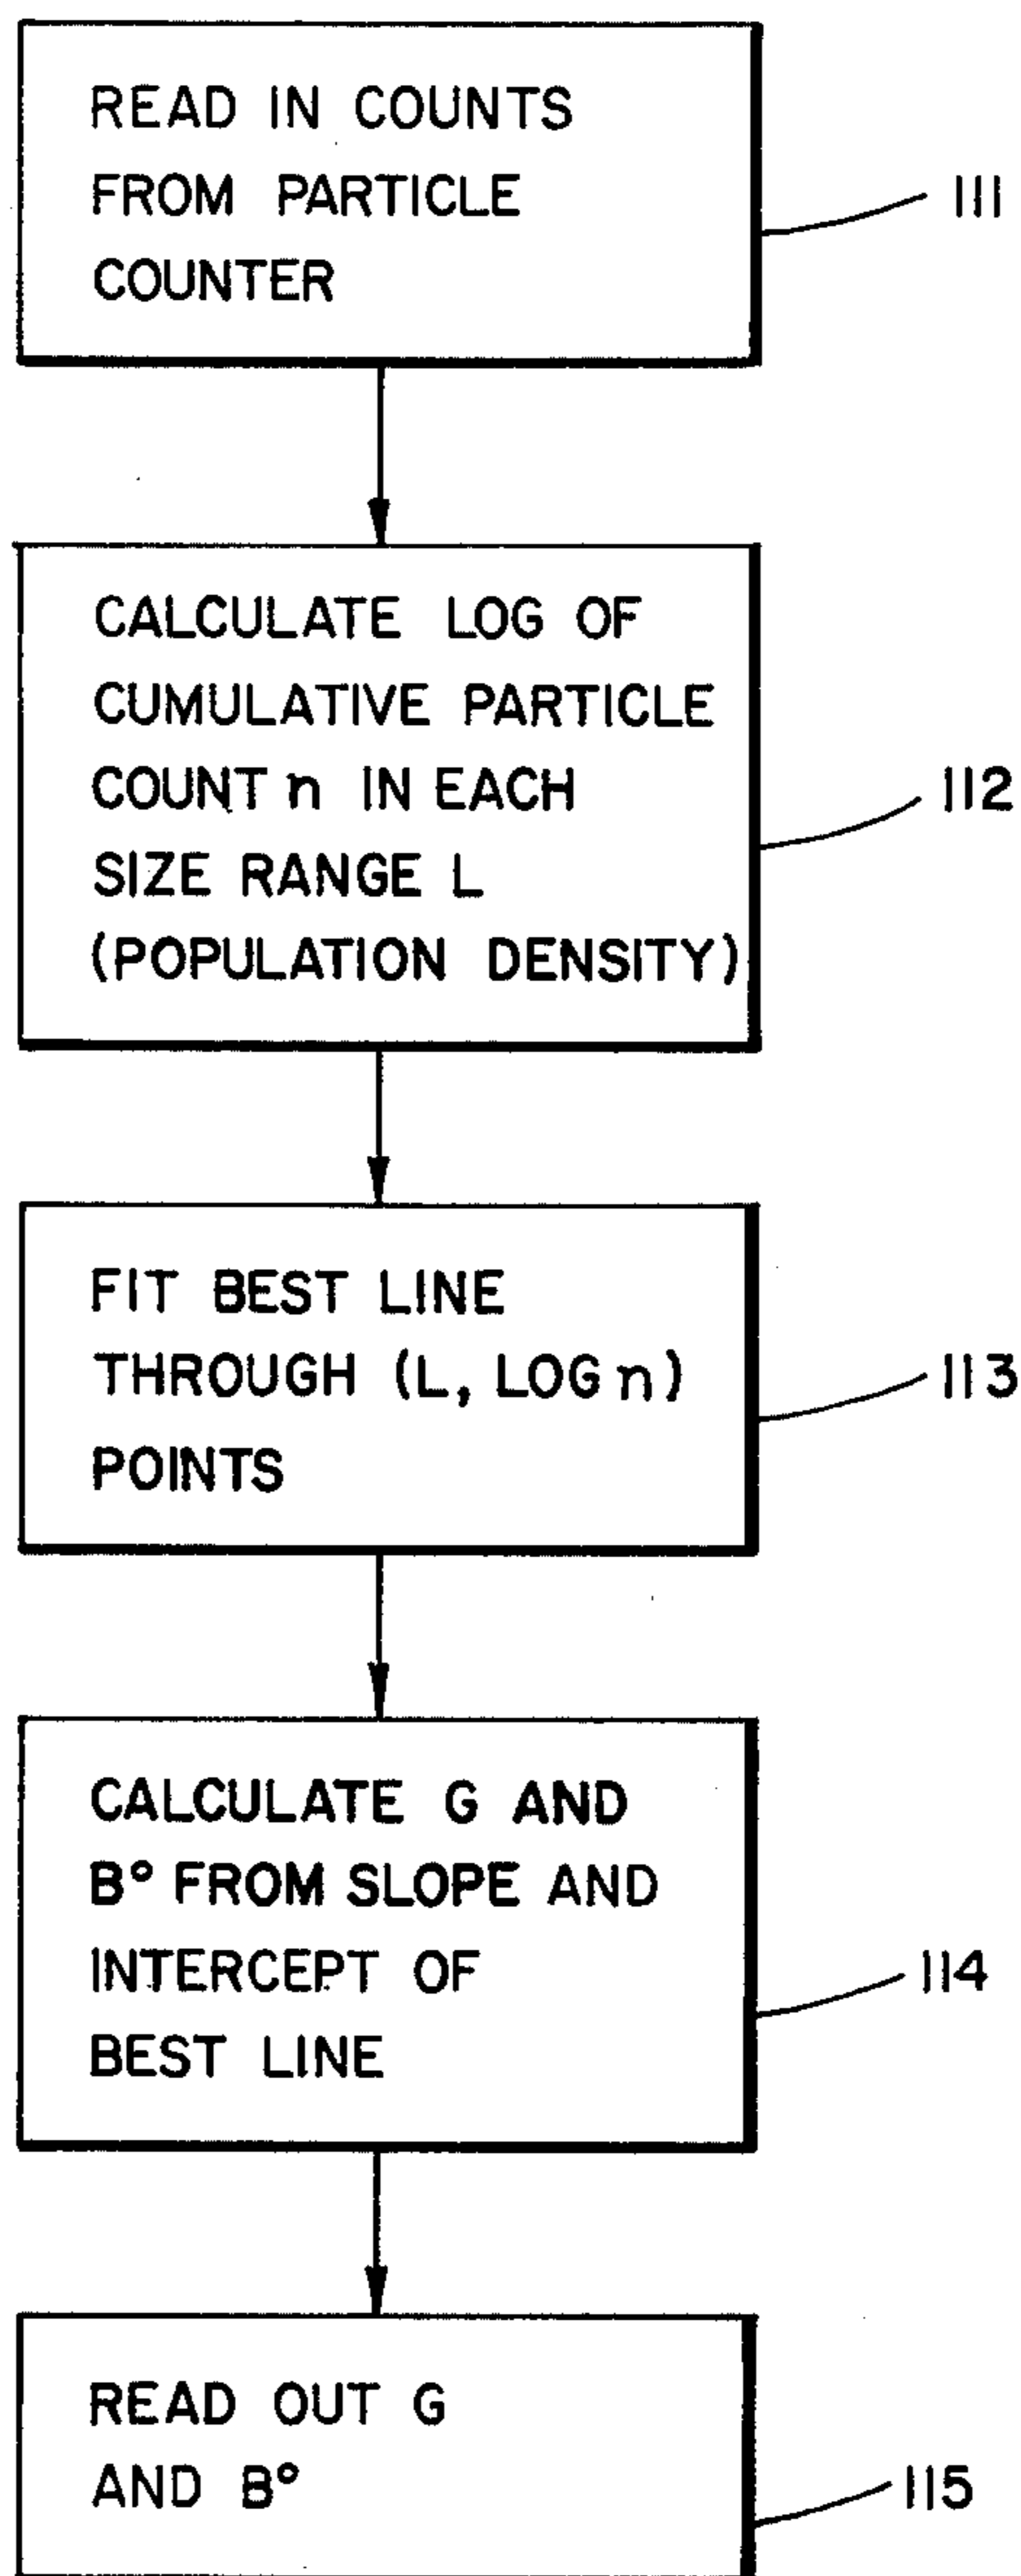 READ IN COUNTS
FROM PARTICLE
COUNTER
111
CALCULATE LOG OF
CUMULATIVE PARTICLE
COUNT n IN EACH
SIZE RANGE L
(POPULATION DENSITY)
112
FIT BEST LINE
THROUGH (L, LOG n)
POINTS
113
CALCULATE G AND
B° FROM SLOPE AND
INTERCEPT OF
BEST LINE
114
READ OUT G
AND B°
115